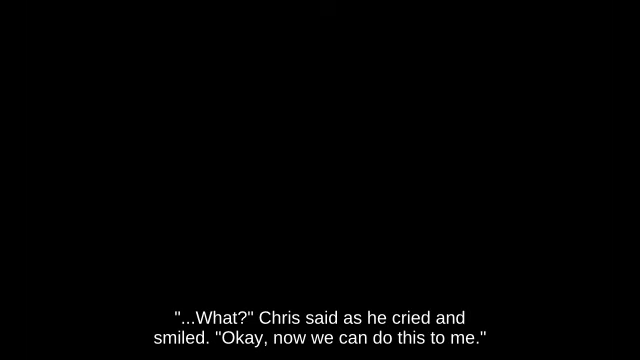 "...What?" Chris said as he cried and
smiled. "Okay, now we can do this to me."